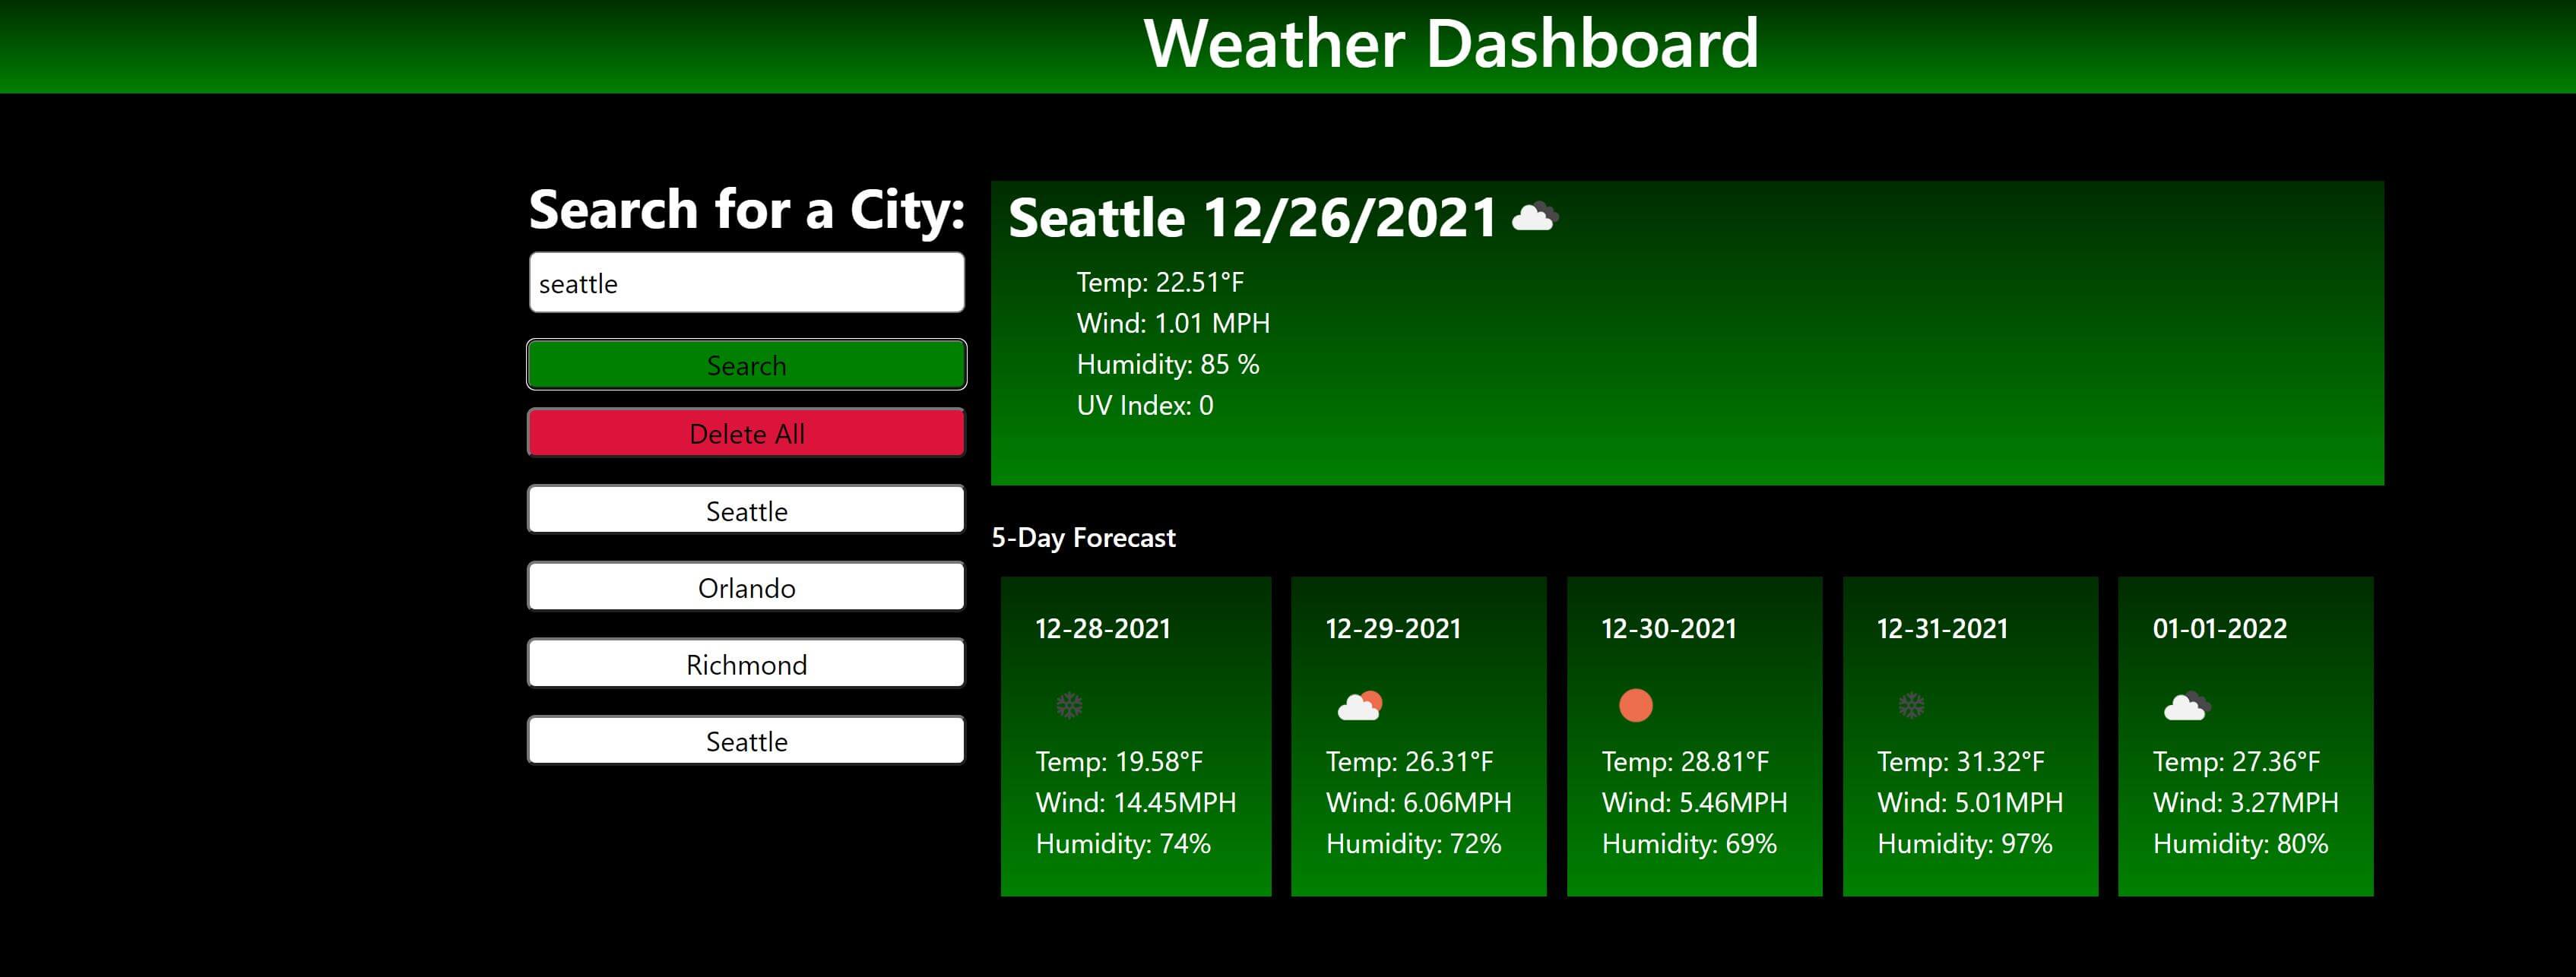 Weather Dashboard
Search for a City:
seattle
Search
Delete All
Seattle
Orlando
Richmond
Seattle
Seattle 12/26/2021
Temp: 22.51°F
Wind: 1.01 MPH
Humidity: 85 %
UV Index: 0
5-Day Forecast
12-28-2021
Temp: 19.58°F
Wind: 14.45MPH
Humidity: 74%
12-29-2021
Temp: 26.31°F
Wind: 6.06MPH
Humidity: 72%
12-30-2021
Temp: 28.81°F
Wind: 5.46MPH
Humidity: 69%
12-31-2021
Temp: 31.32°F
Wind: 5.01MPH
Humidity: 97%
01-01-2022
Temp: 27.36°F
Wind: 3.27MPH
Humidity: 80%